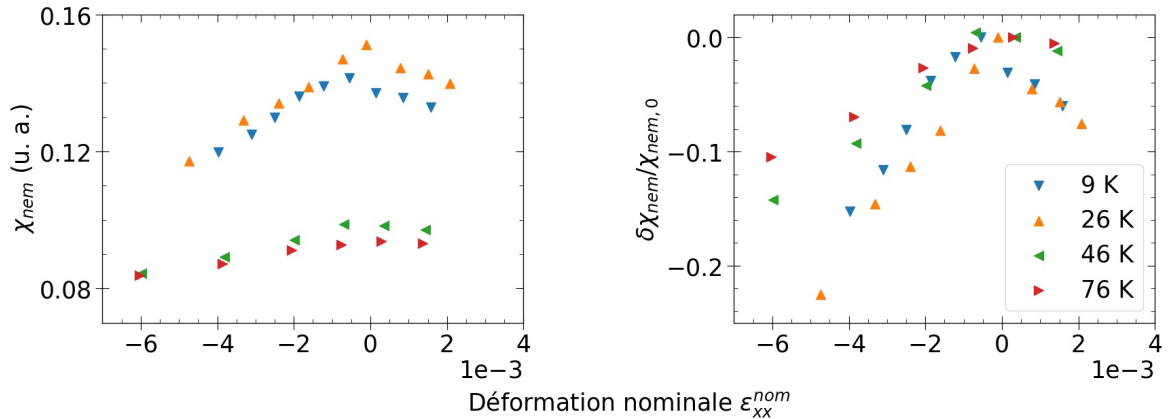 0.16
0.12
0.08
χnem (u. a.)
−6 −4 −2 0 2 4
1e−3
0.0
−0.1
−0.2
δχnem/χnem,0
9 K
26 K
46 K
76 K
−6 −4 −2 0 2 4
1e−3
Déformation nominale εxx^nom